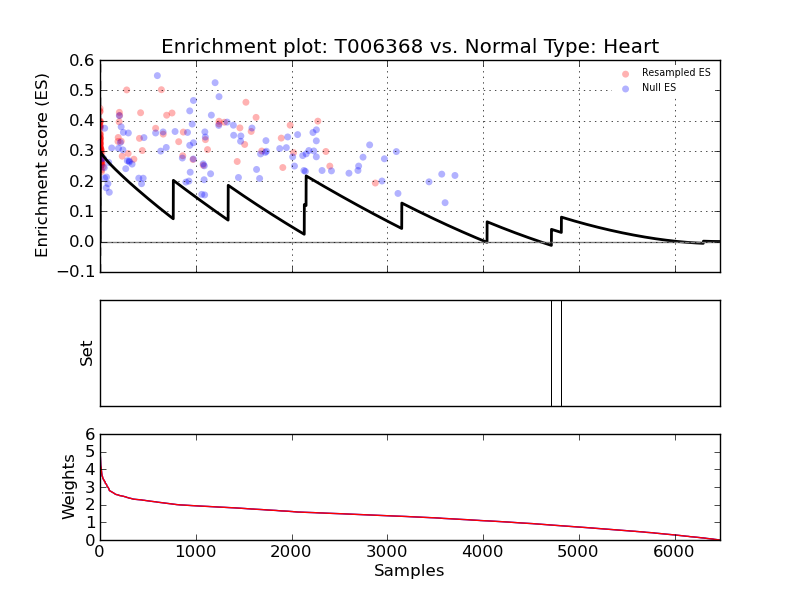 Enrichment plot: T006368 vs. Normal Type: Heart
Enrichment score (ES)
0.6
0.5
0.4
0.3
0.2
0.1
0.0
−0.1
Resampled ES
Null ES
Set
Weights
6
5
4
3
2
1
0
0 1000 2000 3000 4000 5000 6000
Samples